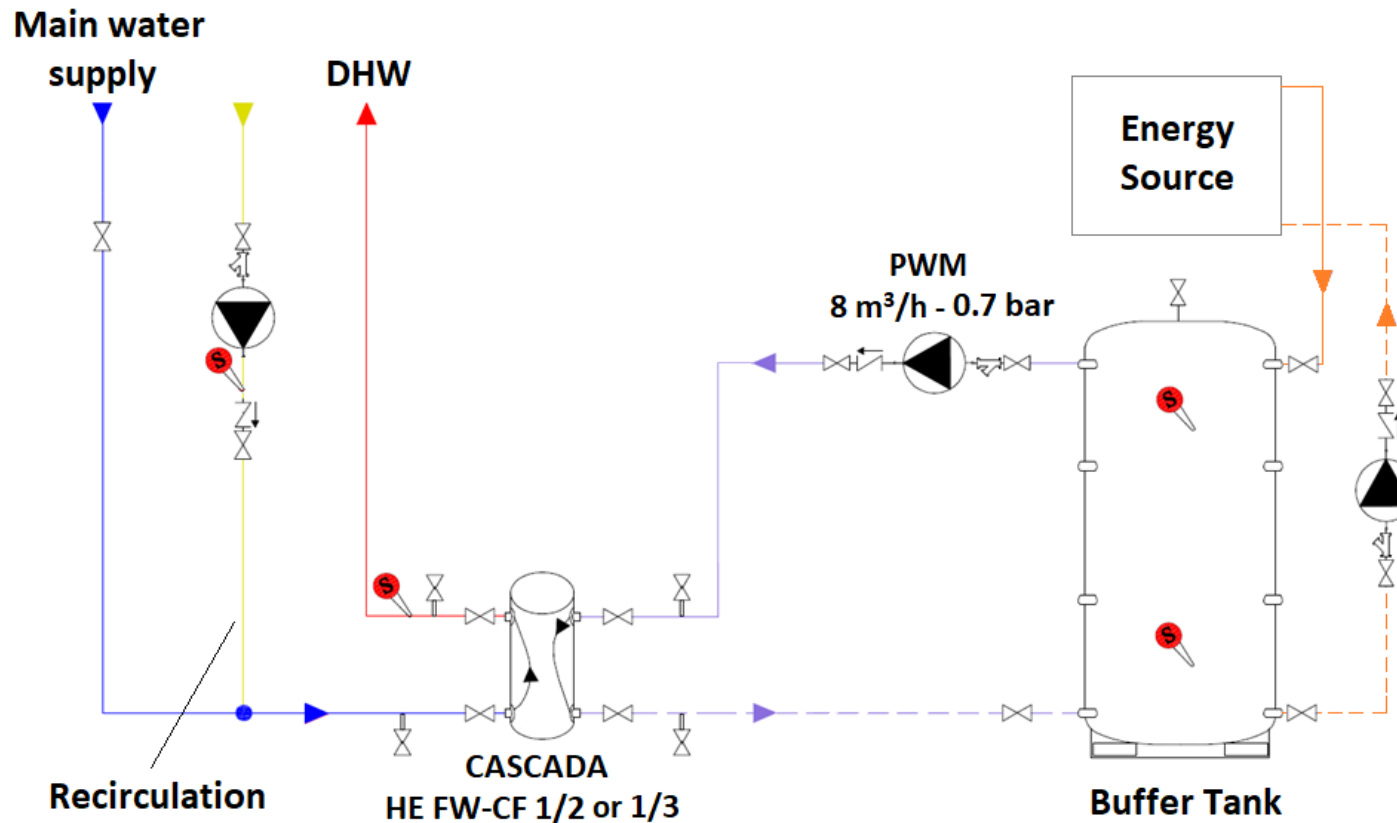 Main water
supply
DHW
Energy
Source
PWM
8 m³/h - 0.7 bar
S
S
S
S
Recirculation
CASCADA
HE FW-CF 1/2 or 1/3
Buffer Tank